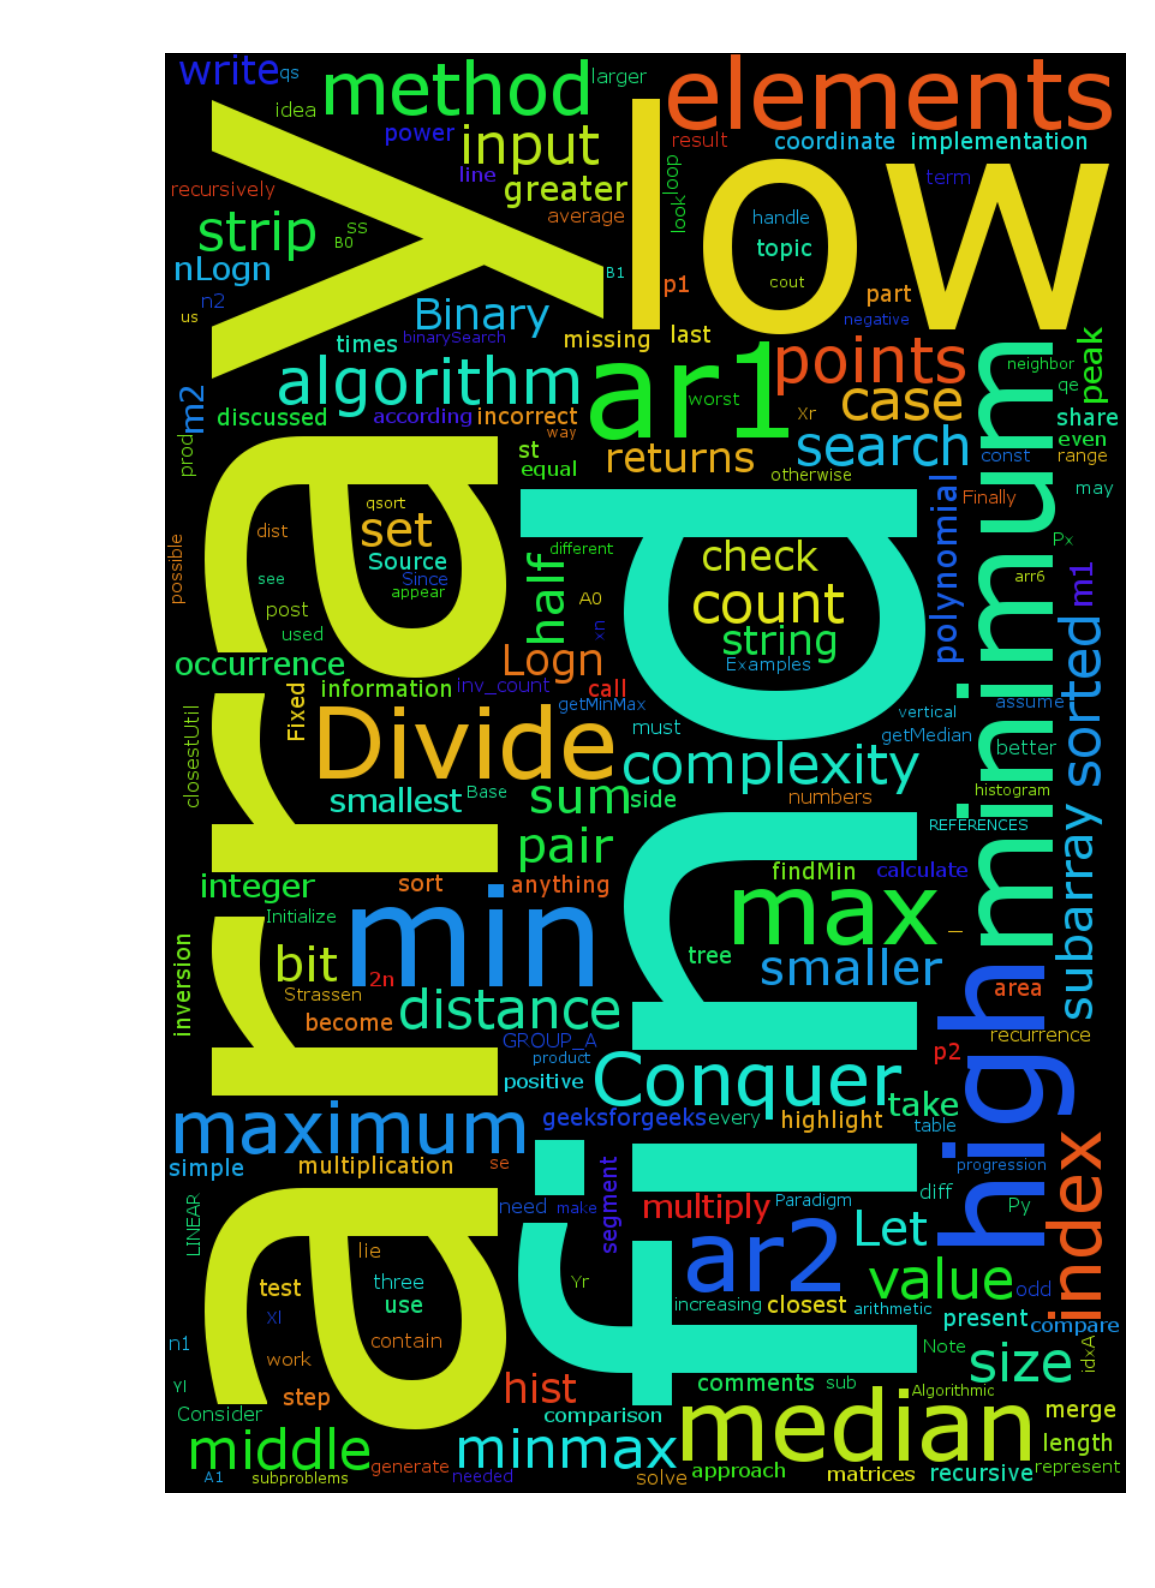 write
qs
method
larger
elements
idea
power
input
result
coordinate
implementation
line
greater
loop
look
low
term
recursively
average
handle
strip
ss
B0
topic
nLogn
B1
p1
cout
part
n2
us
Binary
negative
array
times
binarySearch
missing
last
points
peak
neighbor
algorithm
ar1
m2
worst
case
qe
discussed
according
incorrect
Xr
share
way
search
even
prod
st
returns
const
range
equal
otherwise
polynomial
Finally
may
minimum
qsort
dist
set
find
possible
Source
different
check
Px
see
Since
half
arr6
m1
appear
post
A0
count
used
xn
string
occurrence
Logn
Examples
sorted
information
inv_count
call
assume
Fixed
getMinMax
vertical
closestUtil
Divide
must
getMedian
better
complexity
smallest
Base
sum
side
numbers
histogram
pair
REFERENCES
subarray
integer
sort
anything
findMin
calculate
Initialize
min
max
inversion
bit
2n
tree
smaller
Strassen
distance
high
area
become
recurrence
GROUP_A
p2
product
positive
Conquer
take
maximum
geeksforgeeks
every
highlight
table
simple
multiplication
se
segment
progression
index
LINEAR
need
make
multiply
Paradigm
diff
Py
lie
ar2
Let
test
three
Yr
value
odd
use
increasing
closest
arithmetic
Xl
present
compare
n1
contain
work
Note
idxA
Yl
step
hist
comments
sub
size
Consider
comparison
Algorithmic
median
merge
middle
minmax
length
A1
subproblems
generate
needed
solve
approach
matrices
recursive
represent